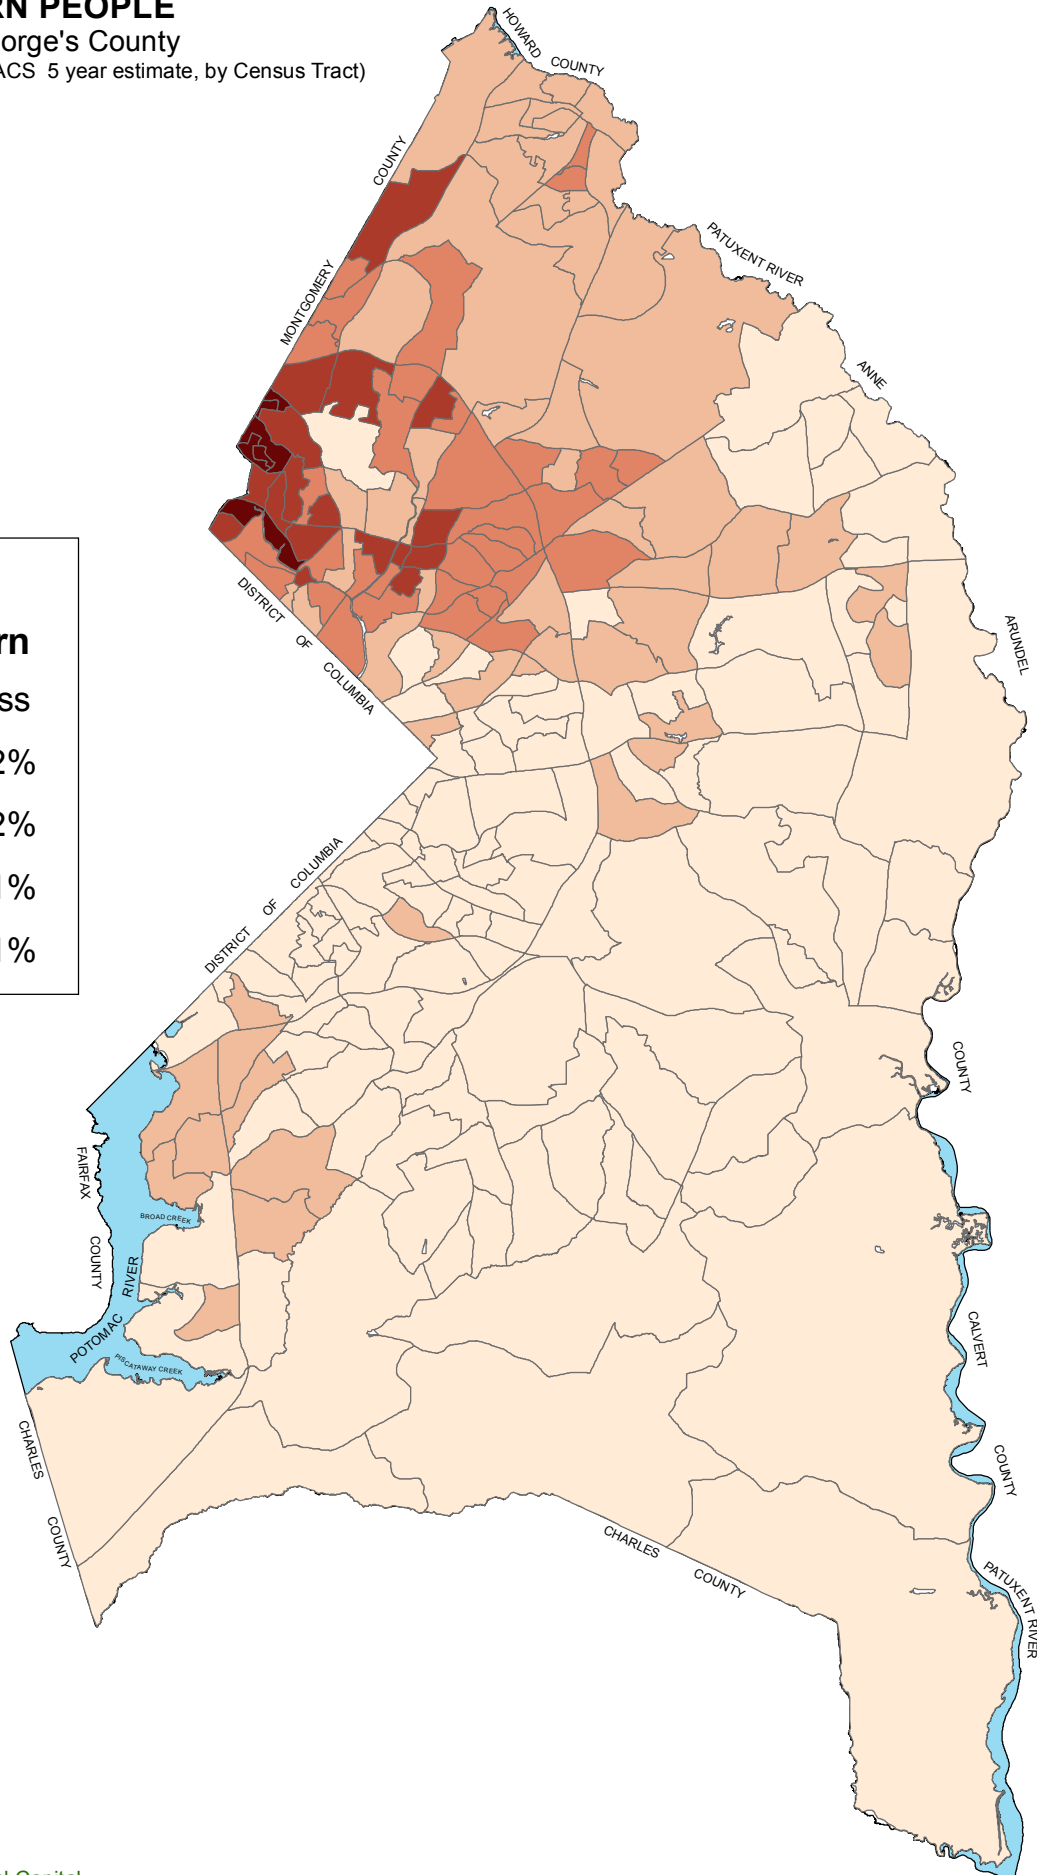 RN PEOPLE
orge's County
ACS 5 year estimate, by Census Tract)
HOWARD COUNTY
MONTGOMERY COUNTY
PATUXENT RIVER
ANNE
ARUNDEL
DISTRICT OF COLUMBIA
rn
ss
2%
2%
1%
1%
DISTRICT OF COLUMBIA
COUNTY
FAIRFAX
COUNTY
BROAD CREEK
POTOMAC RIVER
PISCATAWAY CREEK
CALVERT
COUNTY
CHARLES
COUNTY
CHARLES
COUNTY
PATUXENT RIVER